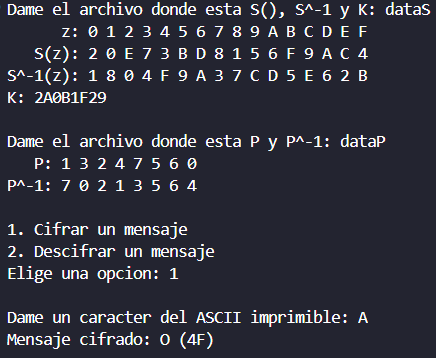 Dame el archivo donde esta S(), S^-1 y K: dataS
z: 0 1 2 3 4 5 6 7 8 9 A B C D E F
S(z): 2 0 E 7 3 B D 8 1 5 6 F 9 A C 4
S^-1(z): 1 8 0 4 F 9 A 3 7 C D 5 E 6 2 B
K: 2A0B1F29
Dame el archivo donde esta P y P^-1: dataP
P: 1 3 2 4 7 5 6 0
P^-1: 7 0 2 1 3 5 6 4
1. Cifrar un mensaje
2. Descifrar un mensaje
Elige una opcion: 1
Dame un caracter del ASCII imprimible: A
Mensaje cifrado: O (4F)